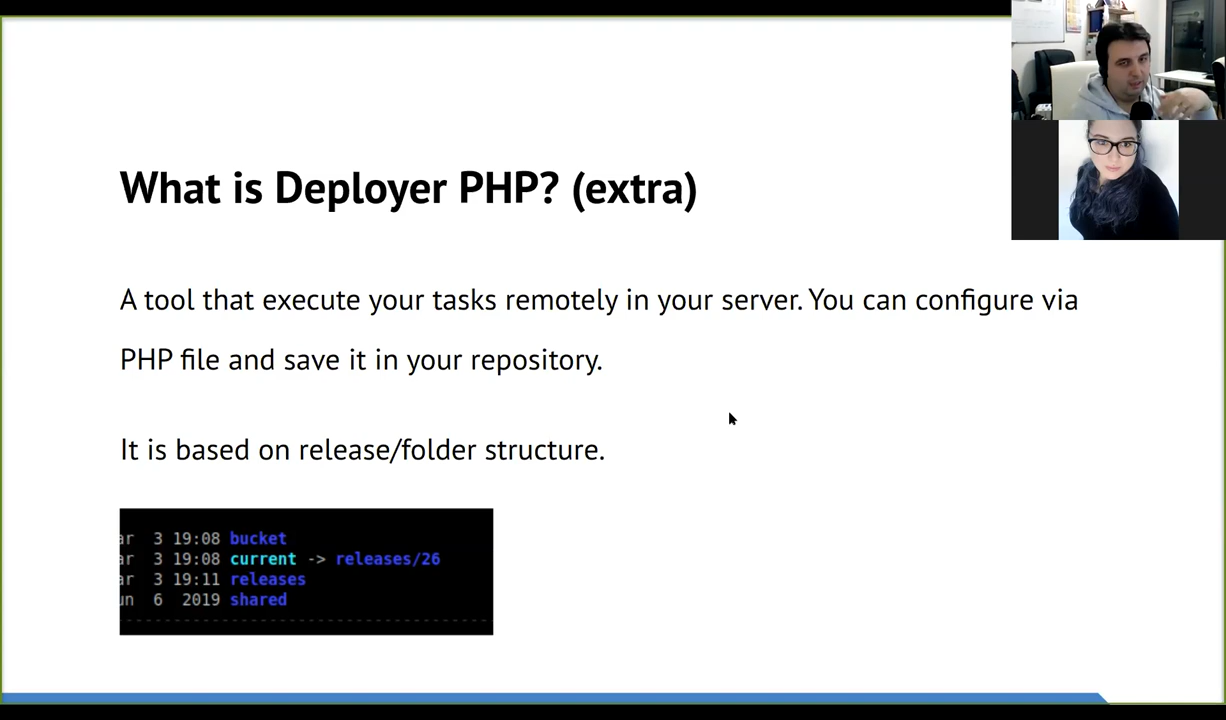 What is Deployer PHP? (extra)
A tool that execute your tasks remotely in your server. You can configure via
PHP file and save it in your repository.
It is based on release/folder structure.
ar 3 19:08 bucket
ar 3 19:08 current -> releases/26
ar 3 19:11 releases
un 6 2019 shared